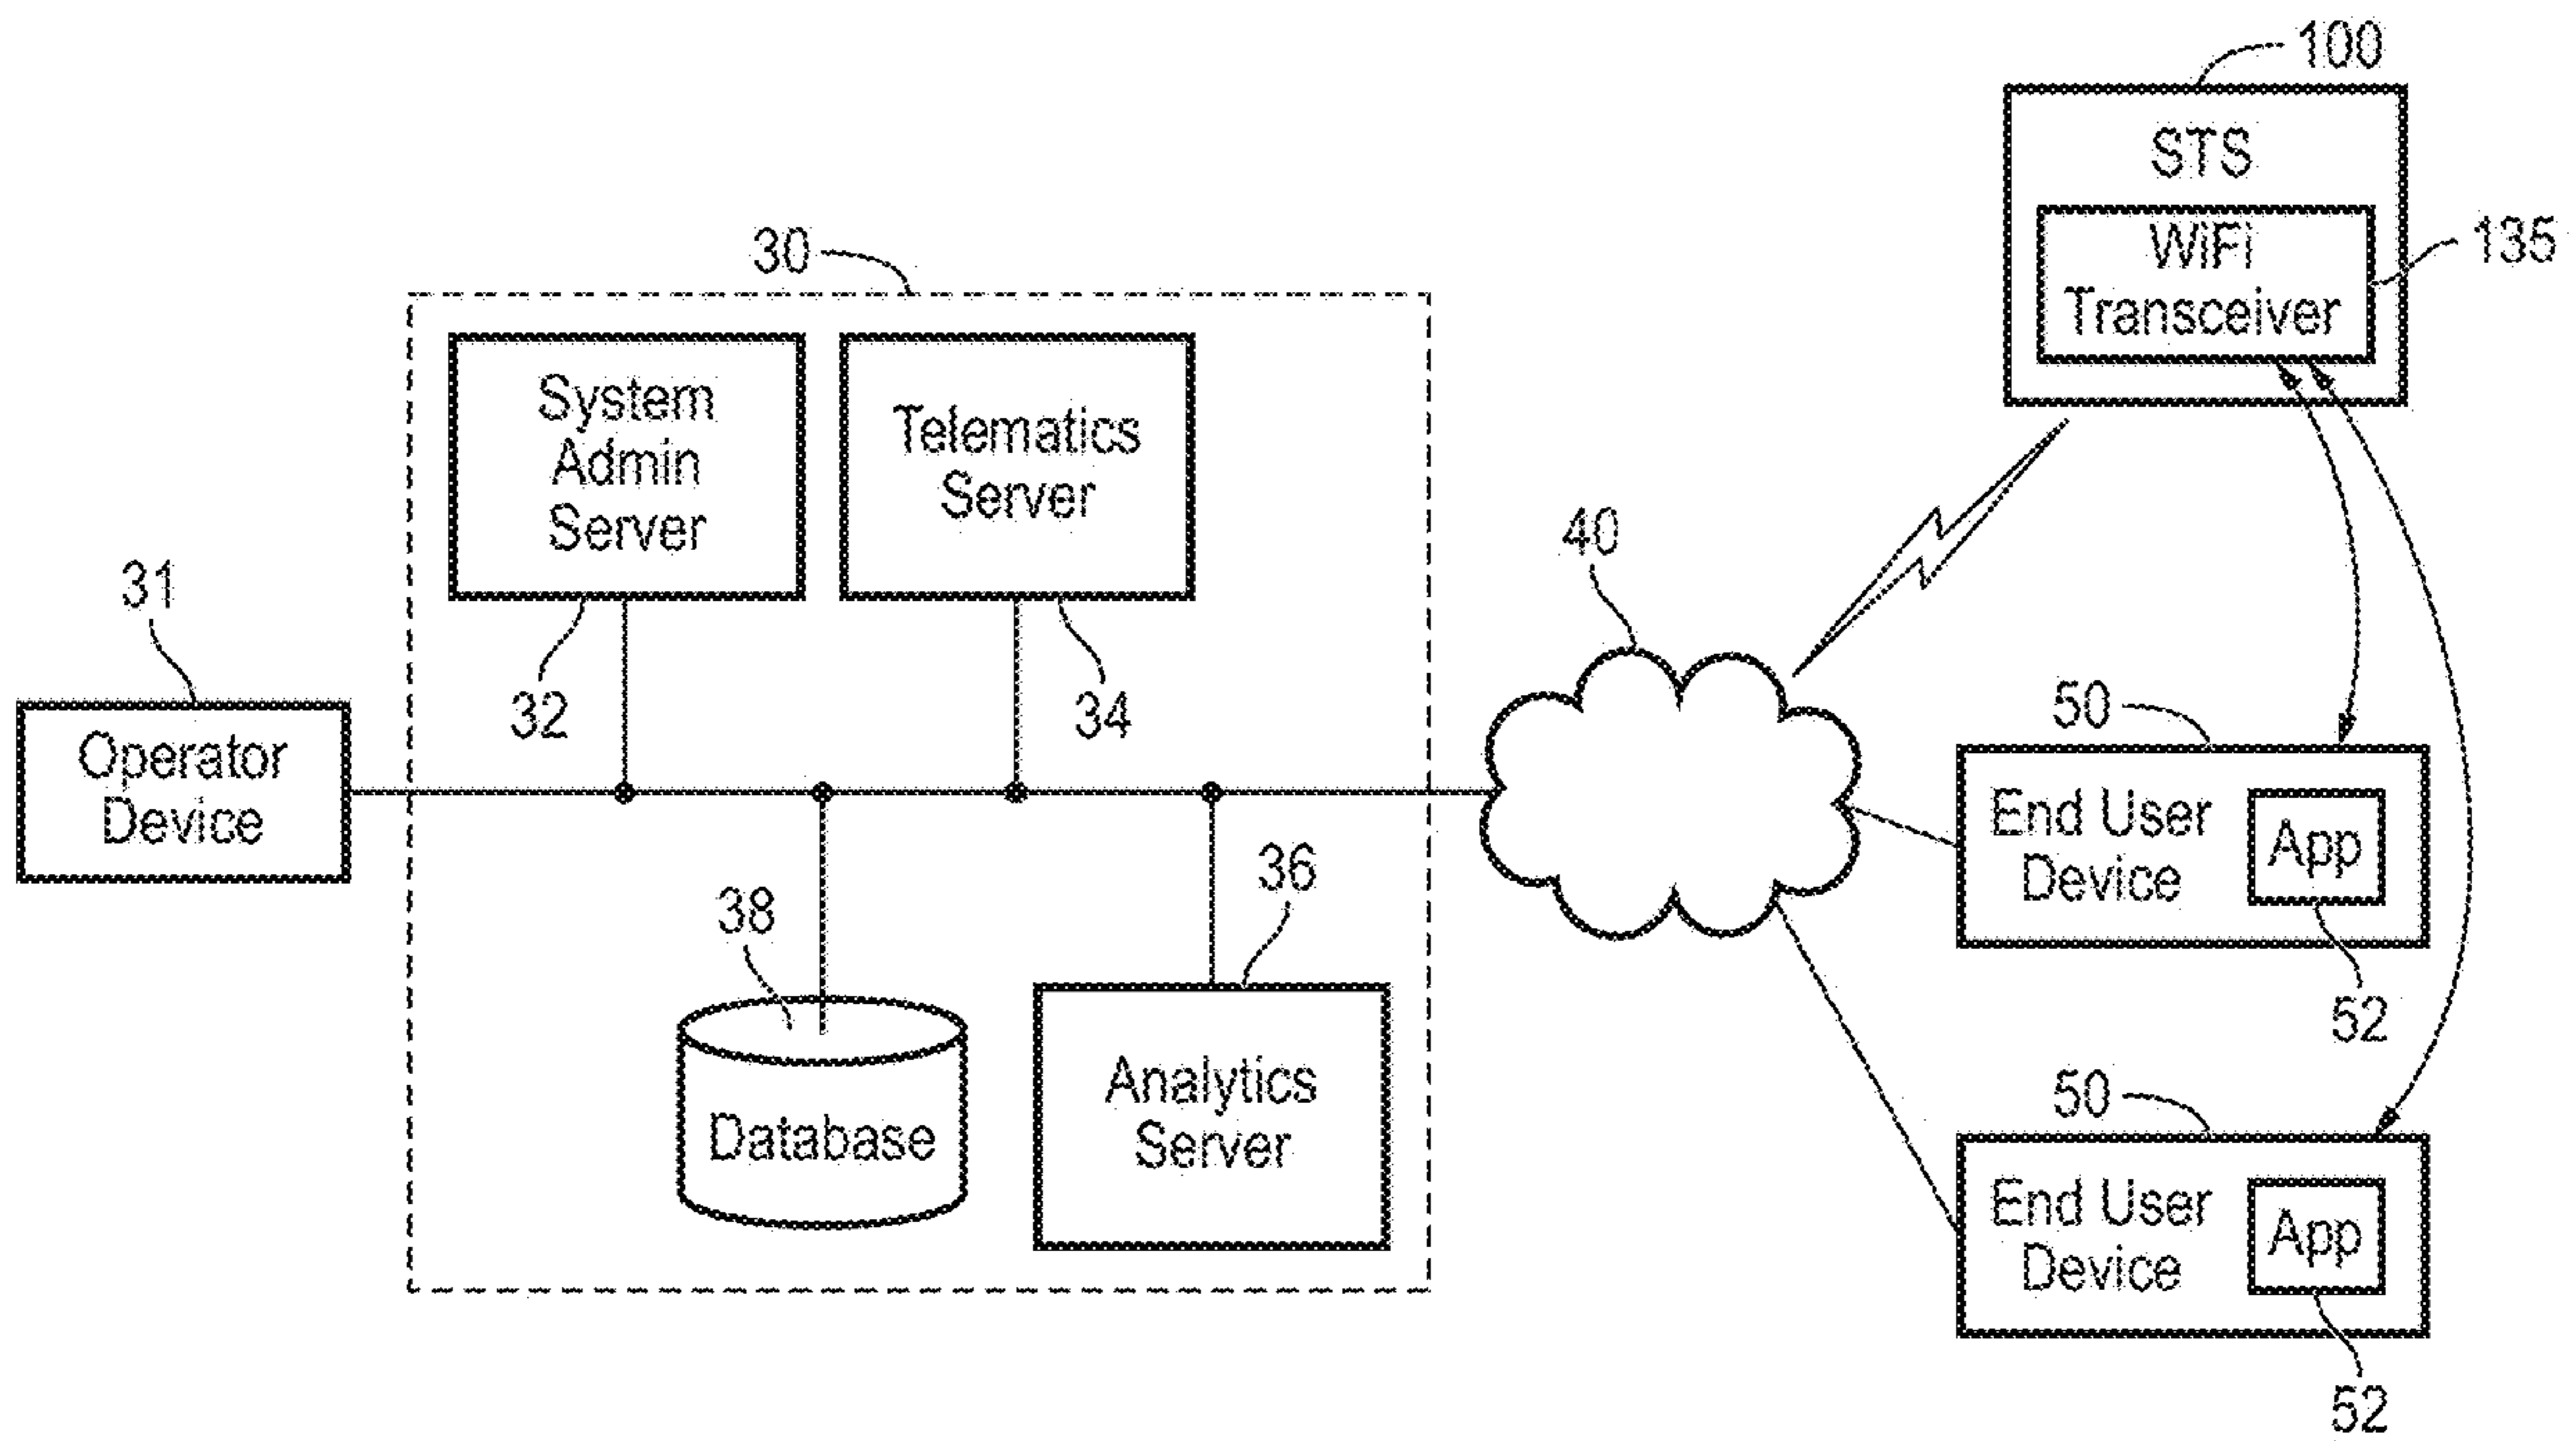 100
STS
WiFi
Transceiver
135
30
System
Admin
Server
Telematics
Server
40
31
32
34
Operator
Device
50
End User
Device
App
52
38
36
Database
Analytics
Server
50
End User
Device
App
52